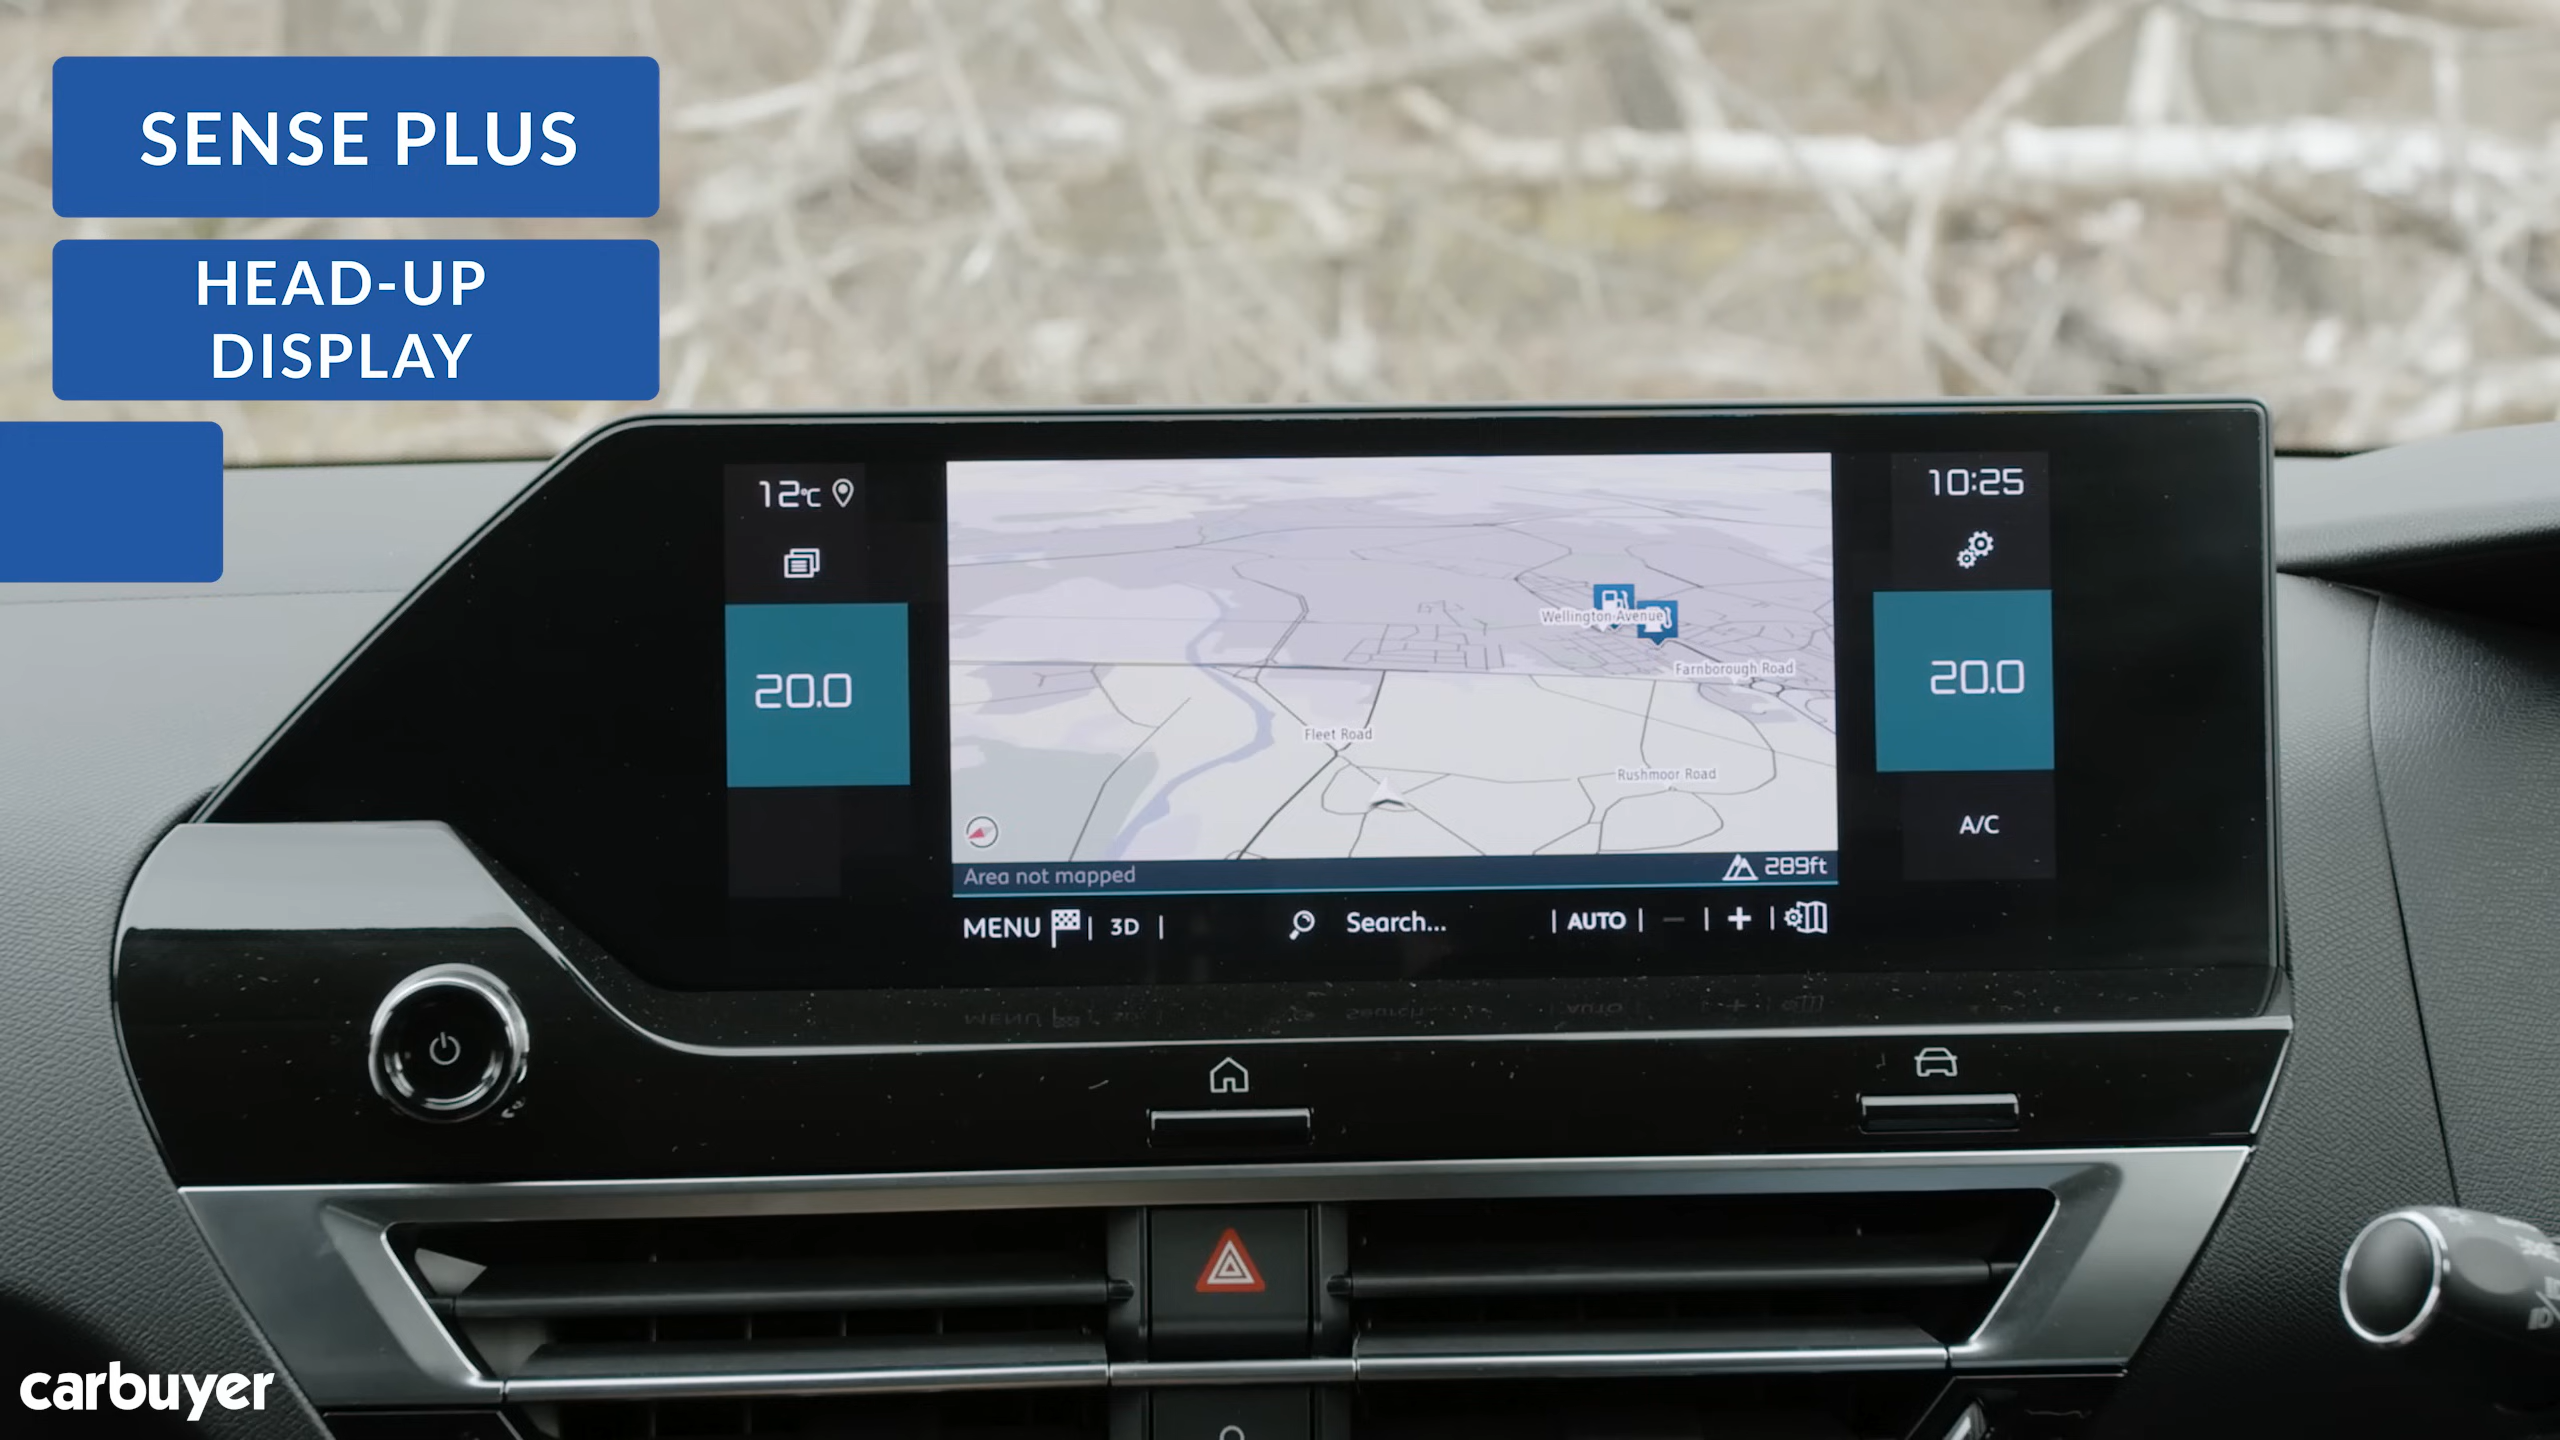 SENSE PLUS
HEAD-UP
DISPLAY
12°C
10:25
20.0
20.0
Wellington Avenue
Farnborough Road
Fleet Road
Rushmoor Road
A/C
Area not mapped
289ft
MENU | 3D |
Search...
| AUTO | − | + |
carbuyer